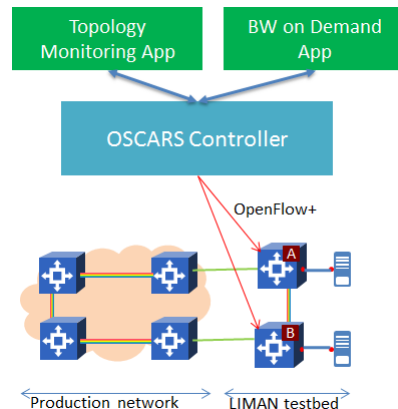 Topology
Monitoring App
BW on Demand
App
OSCARS Controller
OpenFlow+
A
B
Production network
LIMAN testbed